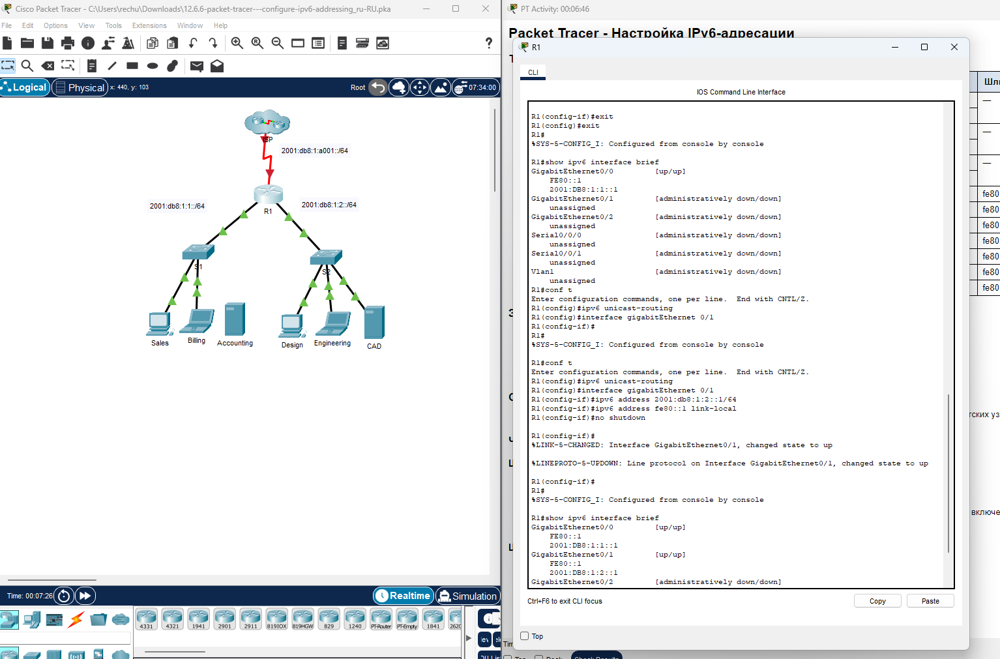 Cisco Packet Tracer - C:\Users\rechu\Downloads\12.6.6-packet-tracer---configure-ipv6-addressing_ru-RU.pka
File Edit Options View Tools Extensions Window Help
Logical Physical x: 440, y: 103 Root 07:34:00
ISP
2001:db8:1:a001::/64
2001:db8:1:1::/64
2001:db8:1:2::/64
R1
S1
S2
Sales
Billing
Accounting
Design
Engineering
CAD
Time: 00:07:26 Realtime Simulation
4331 4321 1941 2901 2911 819IOX 819HGW 829 1240 PT-Router PT-Empty 1841 2620
PT Activity: 00:06:46
Packet Tracer - Настройка IPv6-адресации
R1
CLI
IOS Command Line Interface
R1(config-if)#exit
R1(config)#exit
R1#
%SYS-5-CONFIG_I: Configured from console by console
R1#show ipv6 interface brief
GigabitEthernet0/0 [up/up]
FE80::1
2001:DB8:1:1::1
GigabitEthernet0/1 [administratively down/down]
unassigned
GigabitEthernet0/2 [administratively down/down]
unassigned
Serial0/0/0 [administratively down/down]
unassigned
Serial0/0/1 [administratively down/down]
unassigned
Vlan1 [administratively down/down]
unassigned
R1#conf t
Enter configuration commands, one per line. End with CNTL/Z.
R1(config)#ipv6 unicast-routing
R1(config)#interface gigabitEthernet 0/1
R1(config-if)#
R1#
%SYS-5-CONFIG_I: Configured from console by console
R1#conf t
Enter configuration commands, one per line. End with CNTL/Z.
R1(config)#ipv6 unicast-routing
R1(config)#interface gigabitEthernet 0/1
R1(config-if)#ipv6 address 2001:db8:1:2::1/64
R1(config-if)#ipv6 address fe80::1 link-local
R1(config-if)#no shutdown
R1(config-if)#
%LINK-5-CHANGED: Interface GigabitEthernet0/1, changed state to up
%LINEPROTO-5-UPDOWN: Line protocol on Interface GigabitEthernet0/1, changed state to up
R1(config-if)#
R1#
%SYS-5-CONFIG_I: Configured from console by console
R1#show ipv6 interface brief
GigabitEthernet0/0 [up/up]
FE80::1
2001:DB8:1:1::1
GigabitEthernet0/1 [up/up]
FE80::1
2001:DB8:1:2::1
GigabitEthernet0/2 [administratively down/down]
Ctrl+F6 to exit CLI focus Copy Paste
Top
Шл
—
—
—
fe80
fe80
fe80
fe80
fe80
fe80
fe80
тских уз
включе